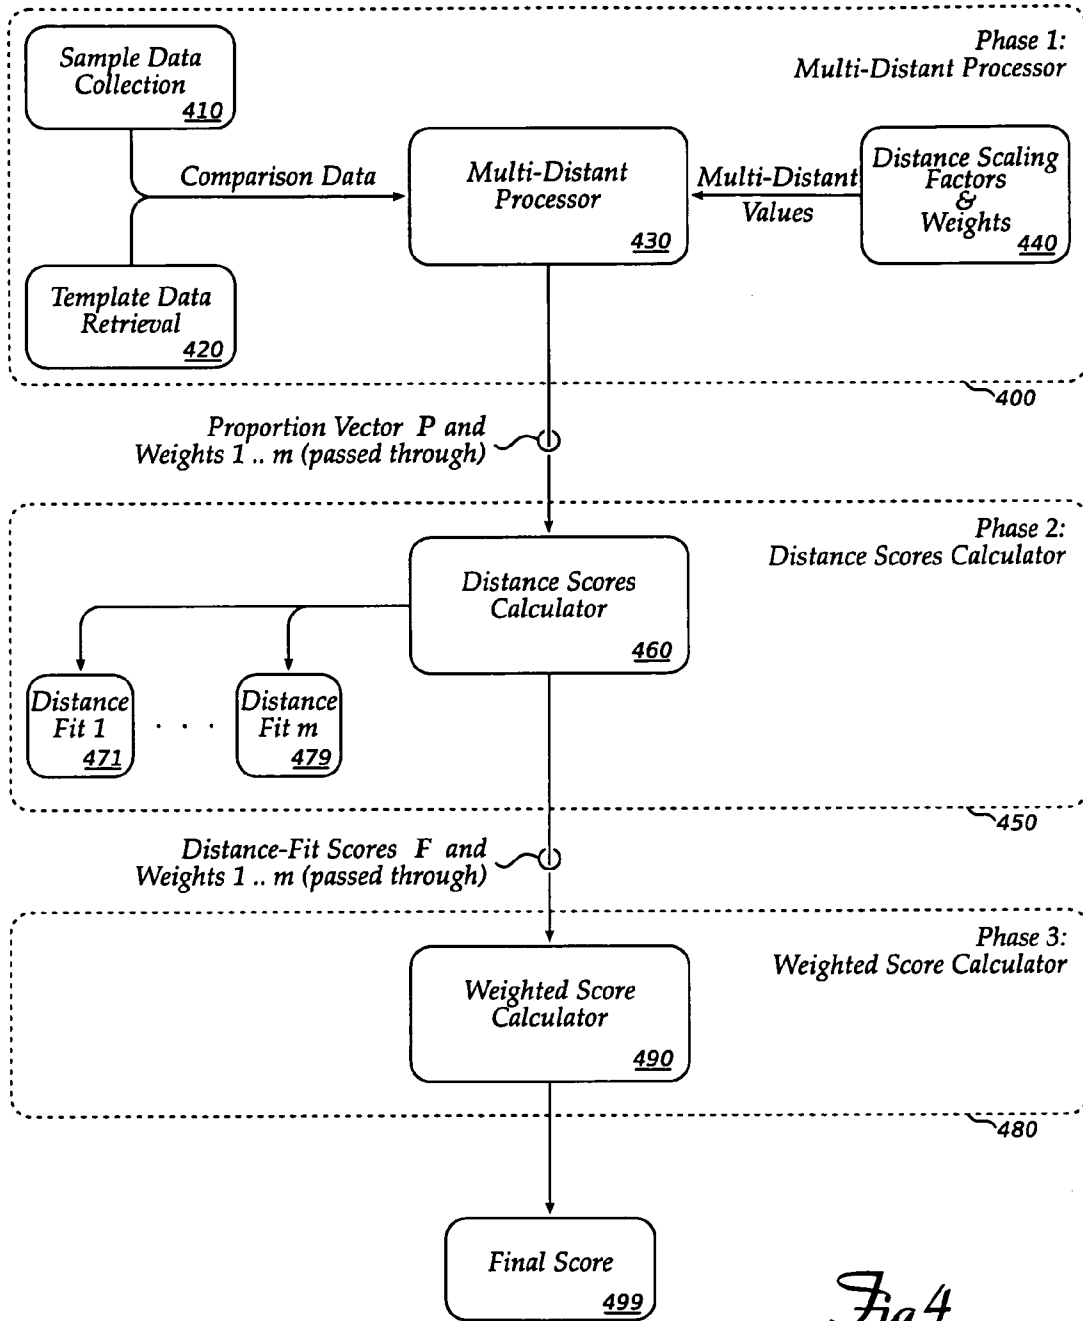 Phase 1:
Multi-Distant Processor
Sample Data
Collection
410
Comparison Data
Multi-Distant
Processor
430
Multi-Distant
Values
Distance Scaling
Factors
&
Weights
440
Template Data
Retrieval
420
400
Proportion Vector P and
Weights 1 .. m (passed through)
Phase 2:
Distance Scores Calculator
Distance Scores
Calculator
460
Distance
Fit 1
471
. . .
Distance
Fit m
479
450
Distance-Fit Scores F and
Weights 1 .. m (passed through)
Phase 3:
Weighted Score Calculator
Weighted Score
Calculator
490
480
Final Score
499
Fig 4